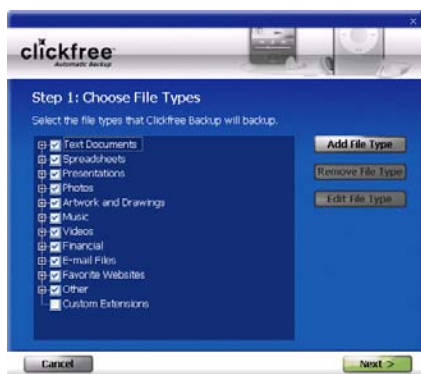 clickfree
Automatic Backup
Step 1: Choose File Types
Select the file types that Clickfree Backup will backup.
Text Documents
Spreadsheets
Presentations
Photos
Artwork and Drawings
Music
Videos
Financial
E-mail Files
Favorite Websites
Other
Custom Extensions
Add File Type
Remove File Type
Edit File Type
Cancel
Next >